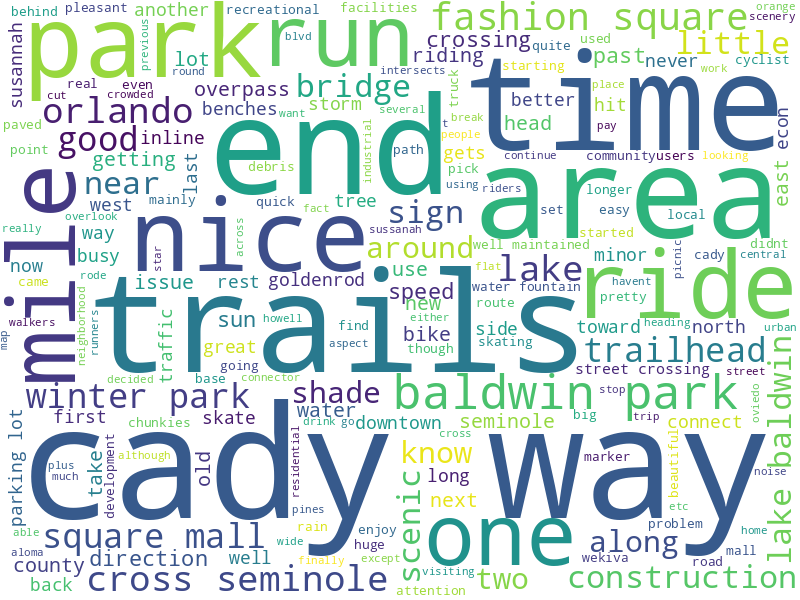 behind pleasant recreational facilities orange
another fashion square scenery
park run blvd
susannah previous round crossing little
lot riding past never used quite cyclist
real even intersects starting
cut crowded overpass bridge time place work
orlando benches storm truck better hit pay
good inline several want break people head
paved debris industrial path t continue community users looking
point getting end gets econ
mile near last tree pick using riders area east
west mainly quick nice sign longer local
really overlook way fact sussanah set easy
now busy across around started didnt
came issue rest star goldenrod well maintained minor picnic cady central
rode use lake ride havent
neighborhood sun speed water fountain pretty
walkers runners traffic howell new route toward north heading urban
map great find bike side trailhead
going either aspect though skating street crossing street
decided base connector trails stop
winter park shade baldwin park
first chunkies skate water downtown seminole big trip oviedo
drink go connect
although cross know marker beautiful
plus much development old residential long noise
parking lot take cady way next etc lake baldwin
able pines rain scenic problem home
square mall wide enjoy one along mall
aloma finally huge wekiva road
county direction well except
back cross seminole visiting attention two construction